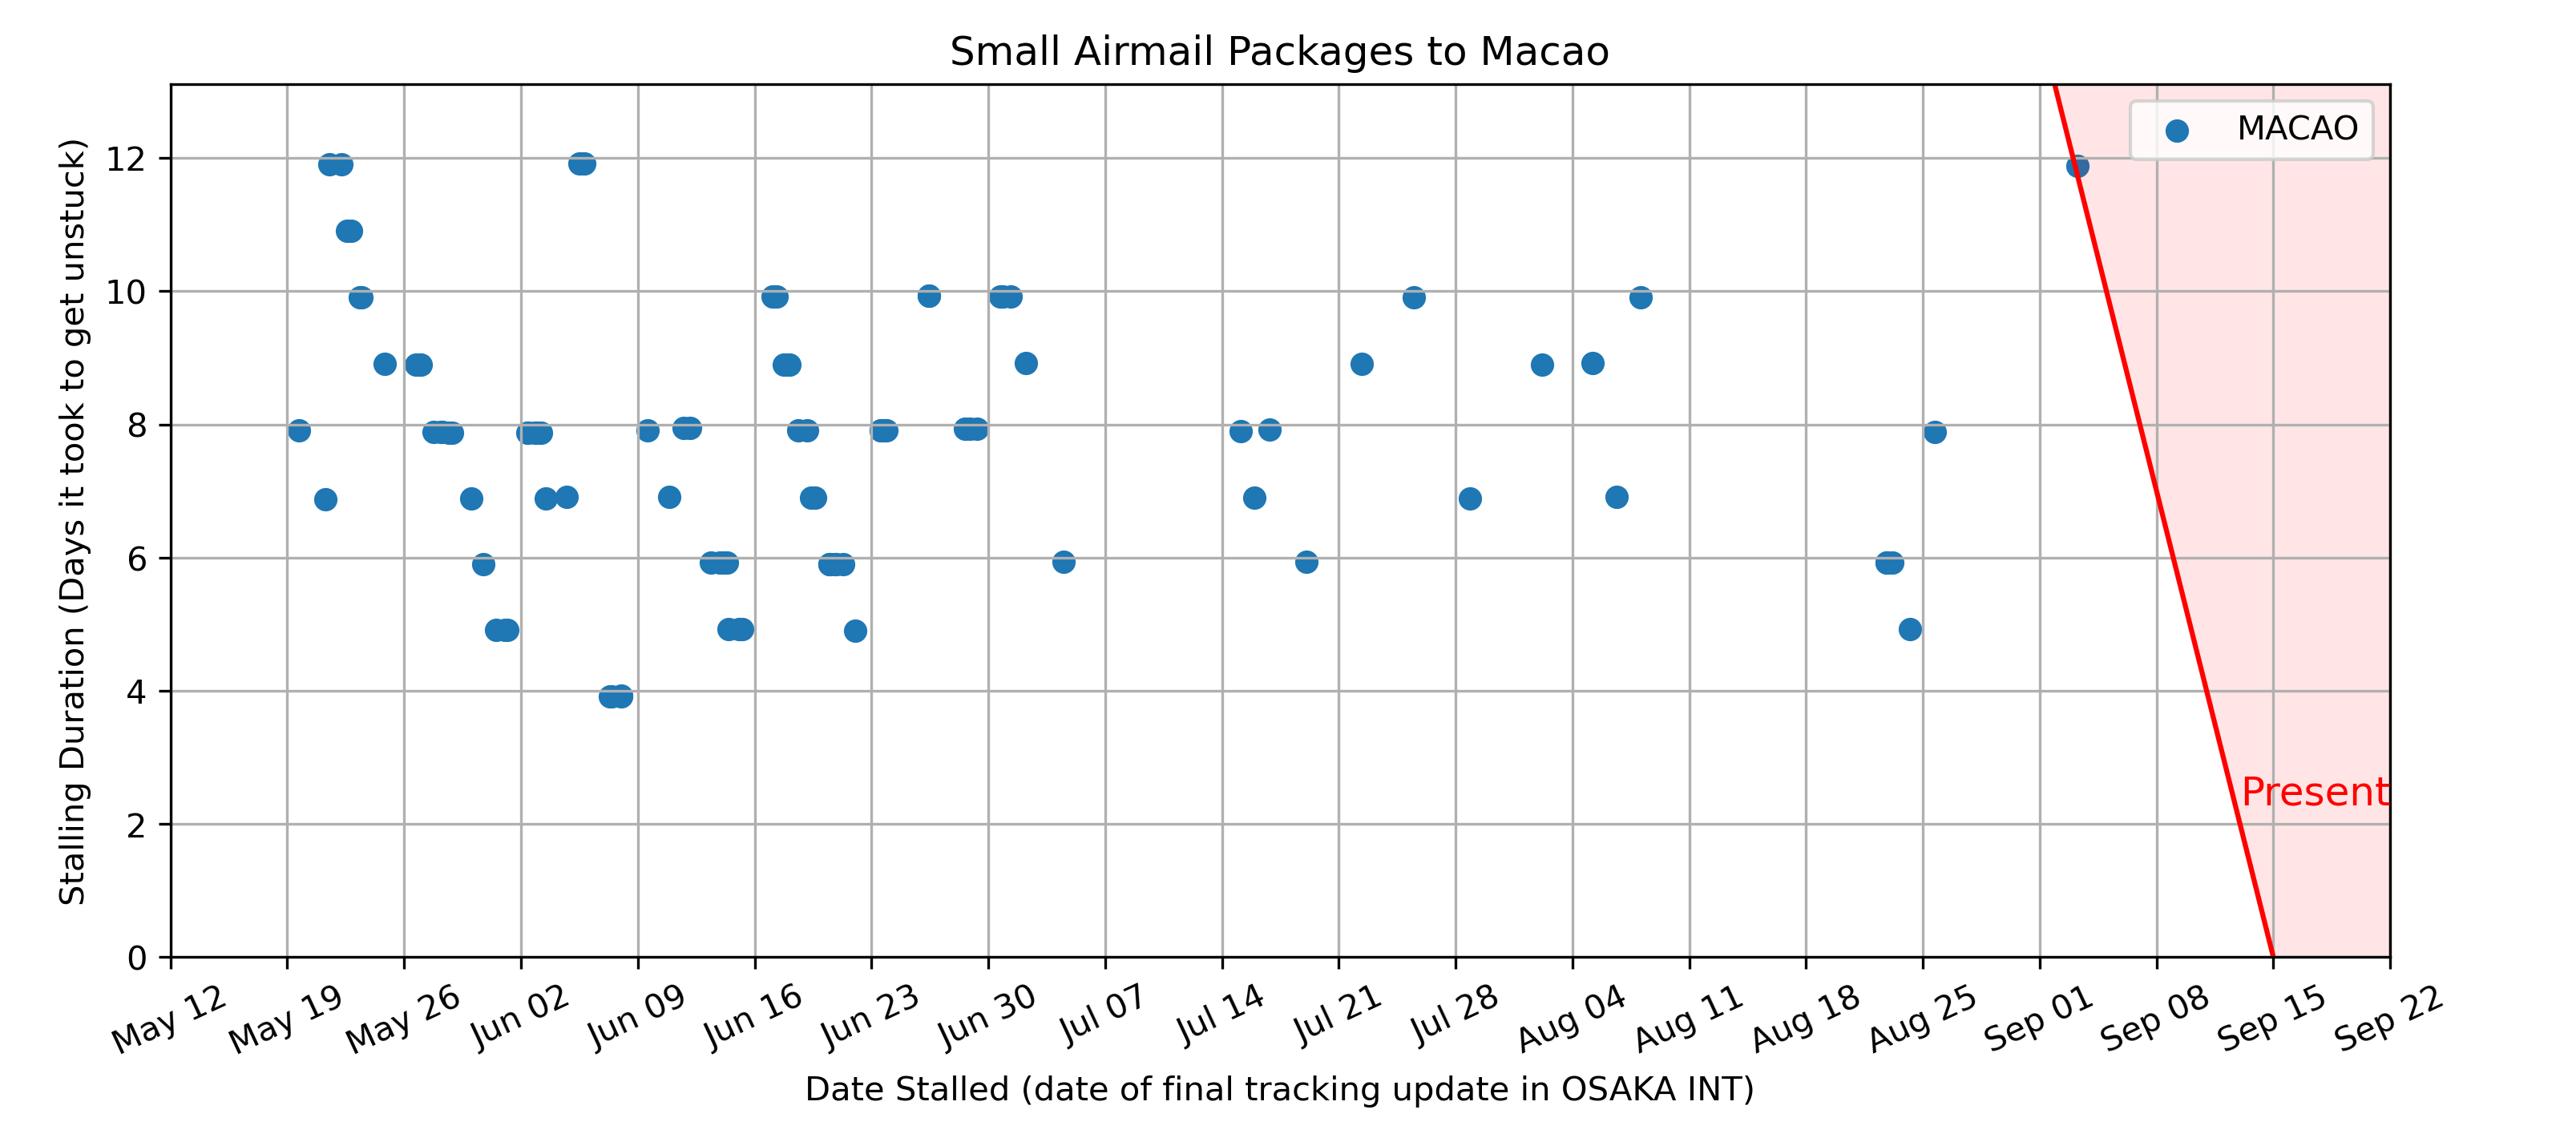 Small Airmail Packages to Macao
MACAO
Stalling Duration (Days it took to get unstuck)
12
10
8
6
4
2
0
Present
May 12
May 19
May 26
Jun 02
Jun 09
Jun 16
Jun 23
Jun 30
Jul 07
Jul 14
Jul 21
Jul 28
Aug 04
Aug 11
Aug 18
Aug 25
Sep 01
Sep 08
Sep 15
Sep 22
Date Stalled (date of final tracking update in OSAKA INT)